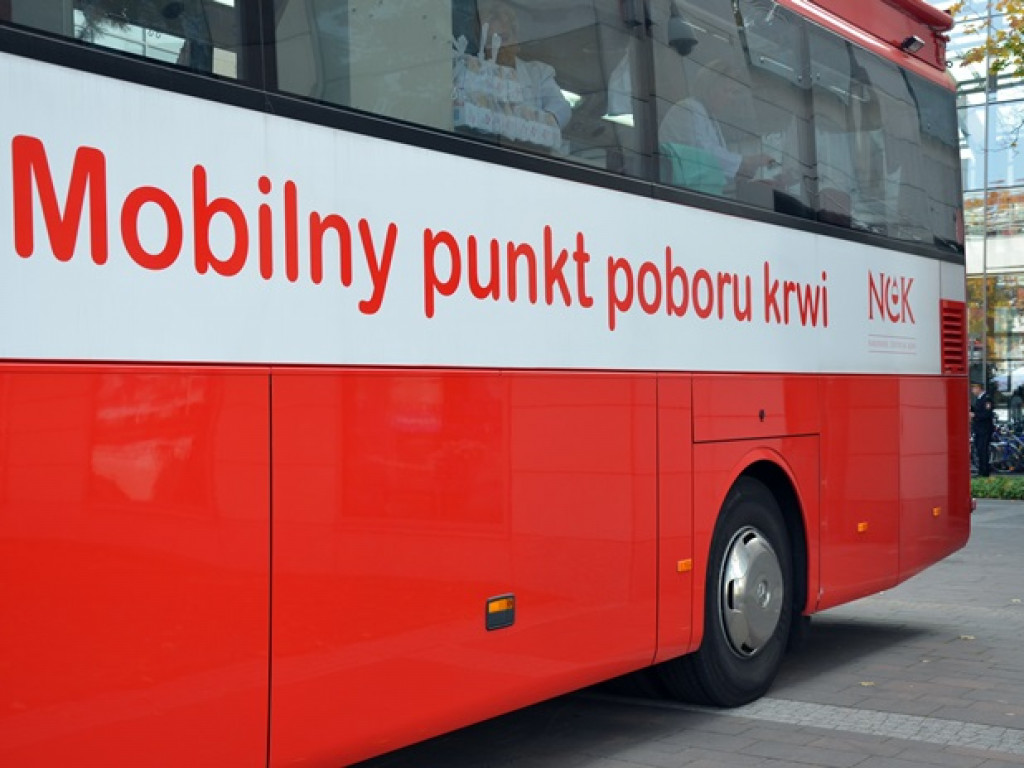 Mobilny punkt poboru krwi
NCK